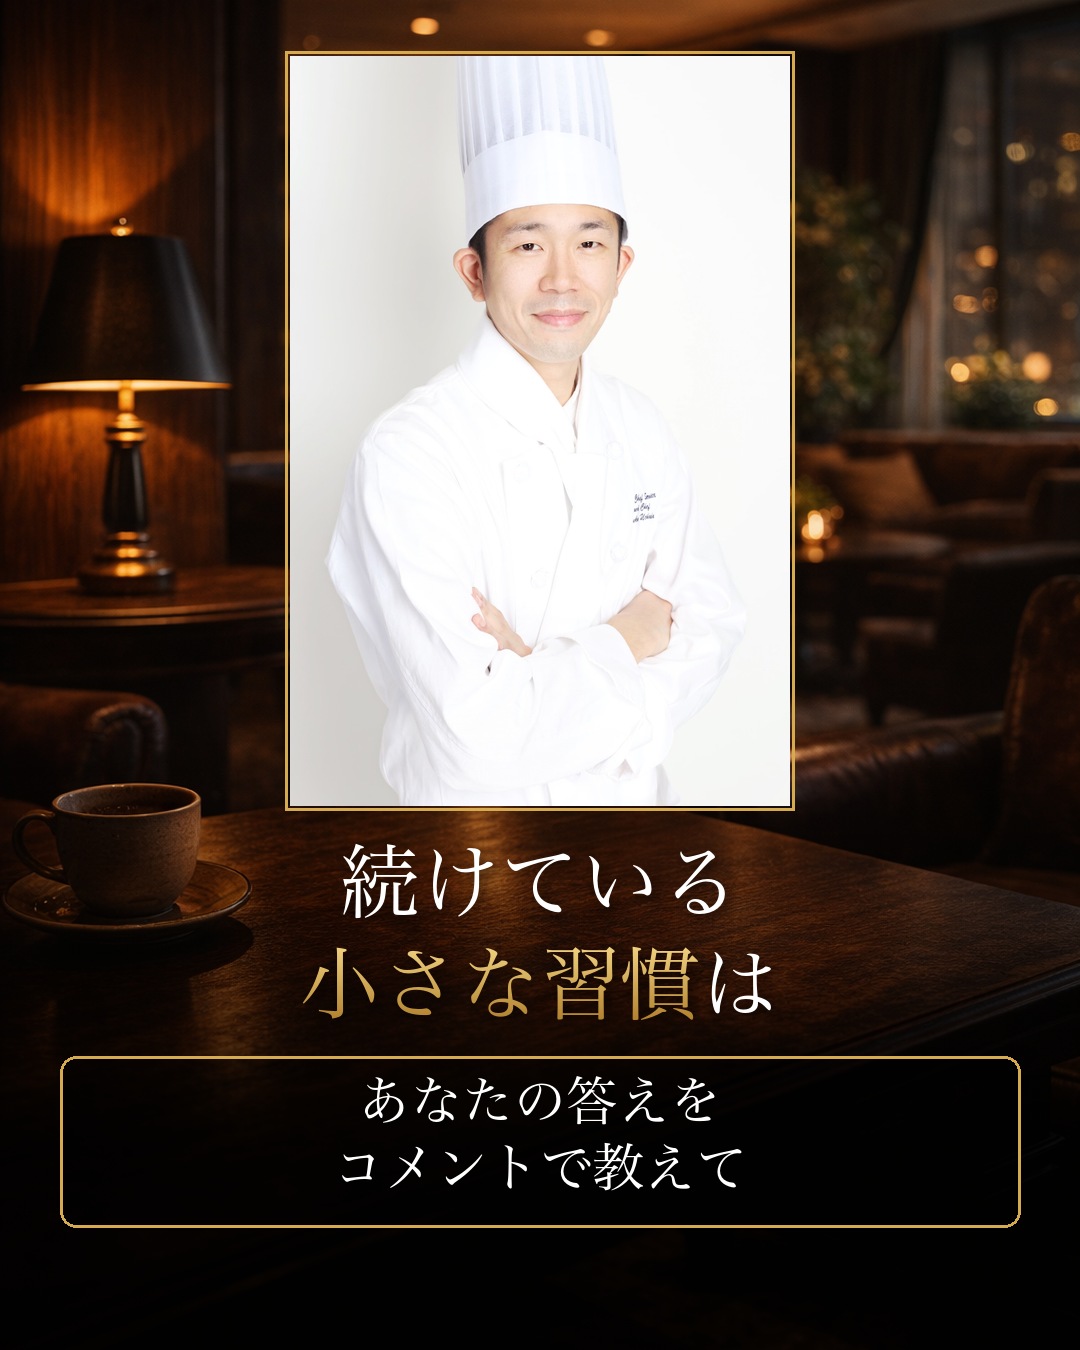 続けている
小さな習慣は
あなたの答えを
コメントで教えて